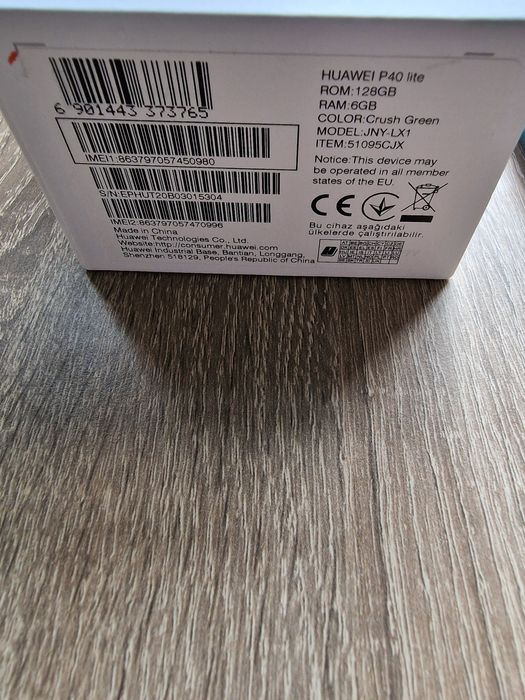 6 901443 373765
IMEI1:863797057450980
S/N:EPHUT20B03015304
IMEI2:863797057470996
Made in China
Huawei Technologies Co., Ltd.
Website:http://consumer.huawei.com
Huawei Industrial Base, Bantian, Longgang,
Shenzhen 518129, People's Republic of China
HUAWEI P40 lite
ROM:128GB
RAM:6GB
COLOR:Crush Green
MODEL:JNY-LX1
ITEM:51095CJX
Notice:This device may
be operated in all member
states of the EU.
CE
Bu cihaz aşağıdaki
ülkelerde çalıştırılabilir.